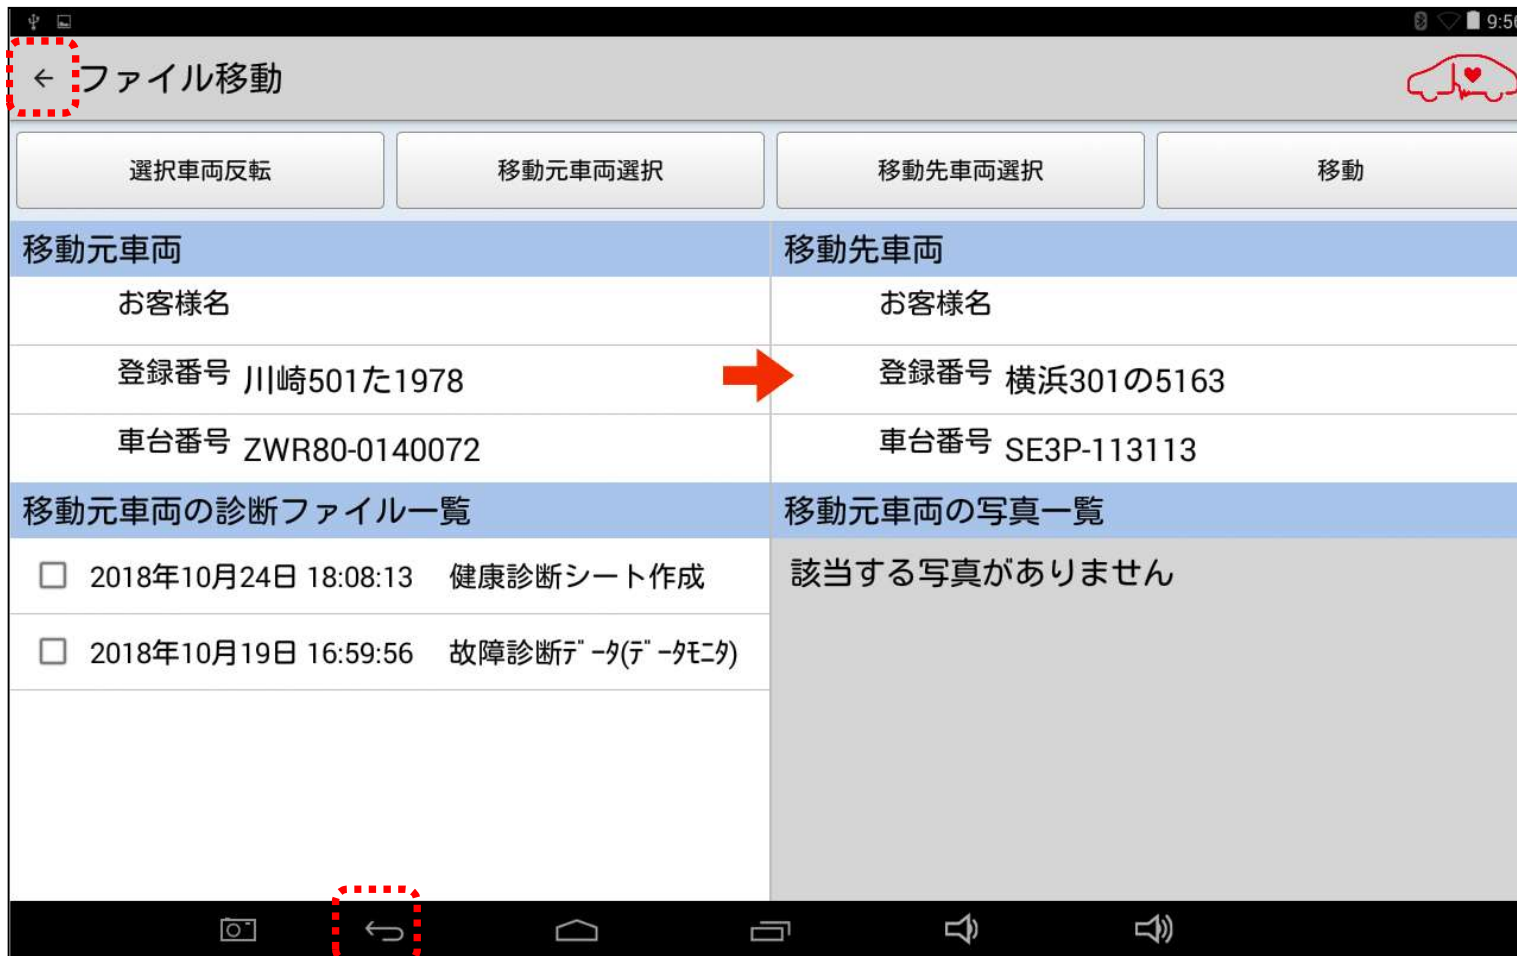 9:56
ファイル移動
選択車両反転 移動元車両選択 移動先車両選択 移動
移動元車両 移動先車両
お客様名 お客様名
登録番号 川崎501た1978 登録番号 横浜301の5163
車台番号 ZWR80-0140072 車台番号 SE3P-113113
移動元車両の診断ファイル一覧 移動元車両の写真一覧
2018年10月24日 18:08:13 健康診断シート作成 該当する写真がありません
2018年10月19日 16:59:56 故障診断ﾃﾞｰﾀ(ﾃﾞｰﾀﾓﾆﾀ)